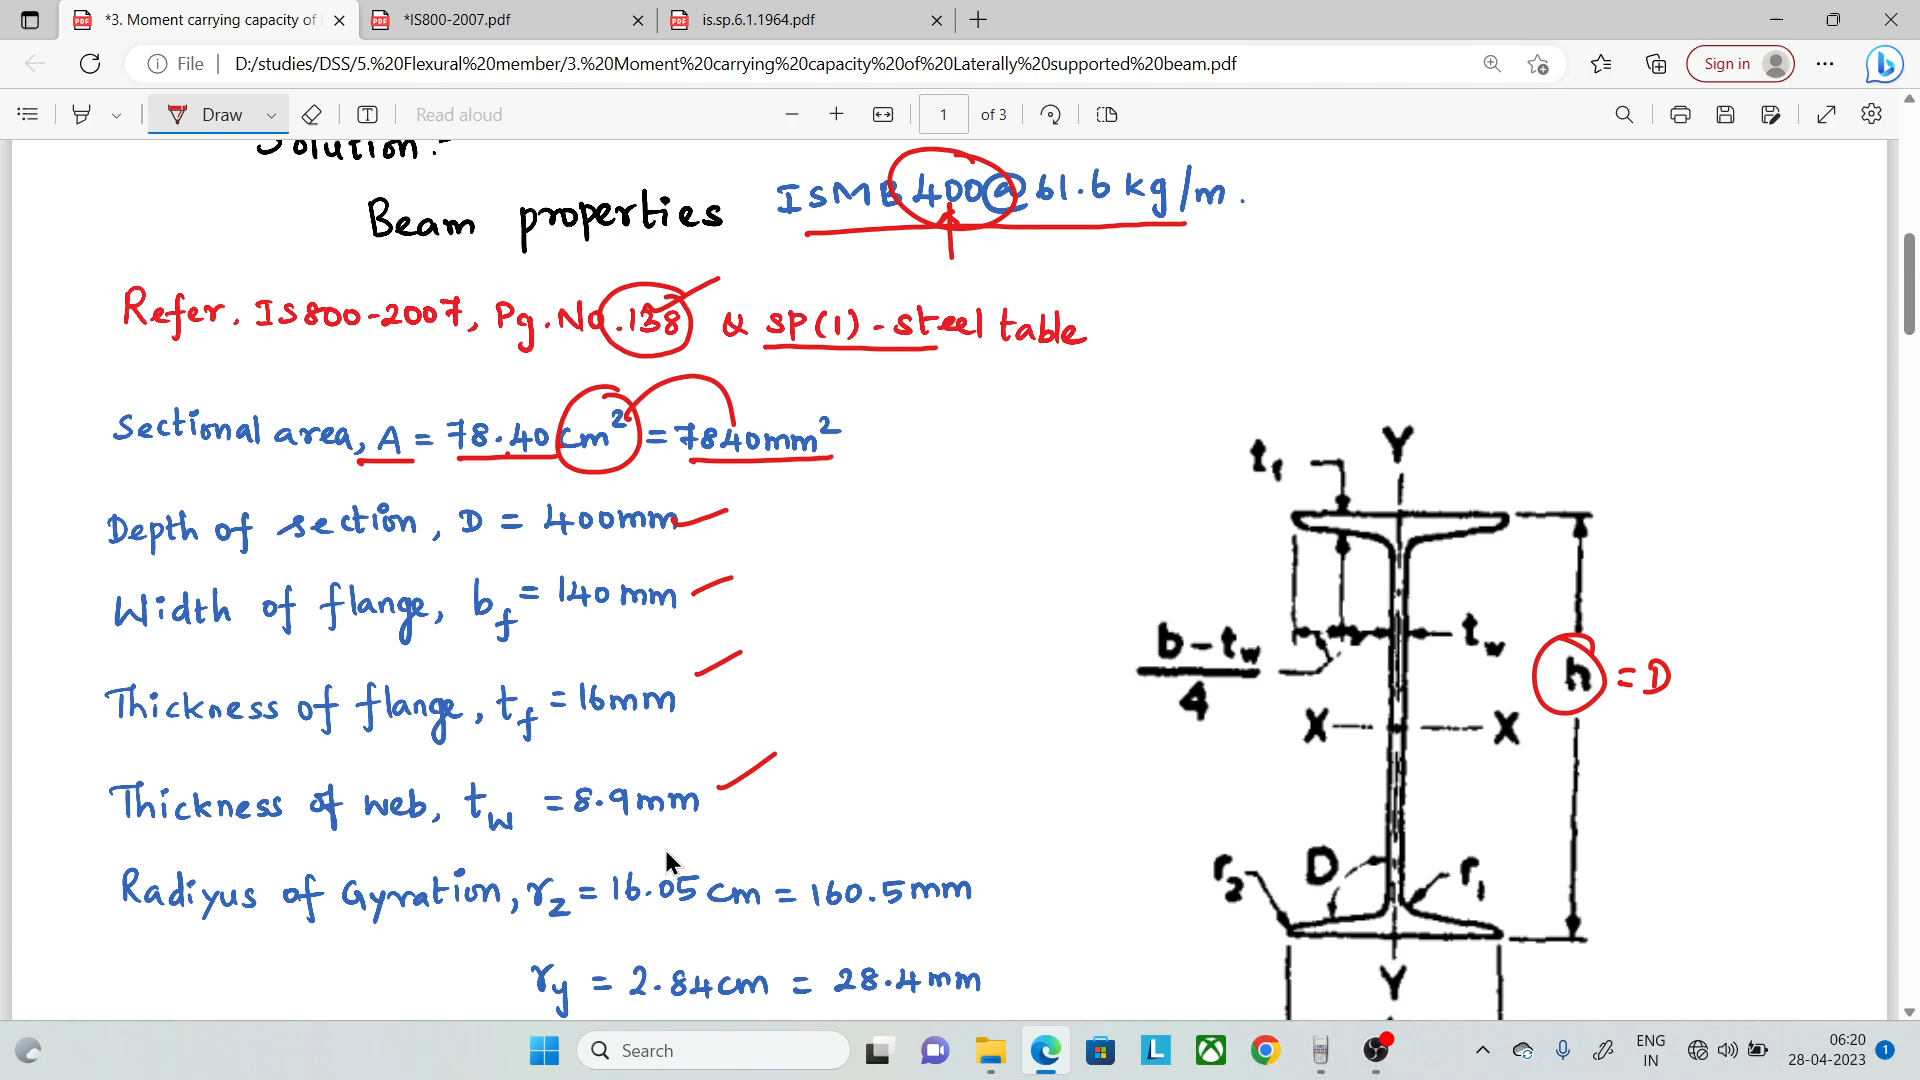 *3. Moment carrying capacity of
*IS800-2007.pdf
is.sp.6.1.1964.pdf
File
D:/studies/DSS/5.%20Flexural%20member/3.%20Moment%20carrying%20capacity%20of%20Laterally%20supported%20beam.pdf
Sign in
Draw
Read aloud
1 of 3
Solution:-
Beam properties ISMB 400@ 61.6 kg/m.
Refer. IS800-2007, Pg. No. 138 & SP(1) - steel table
Sectional area, A = 78.40 cm² = 7840mm²
Depth of section, D = 400mm
Width of flange, bf = 140 mm
Thickness of flange, tf = 16mm
Thickness of web, tw = 8.9mm
Radiyus of Gyration, rz = 16.05 cm = 160.5mm
ry = 2.84cm = 28.4mm
tf
Y
b-tw
4
tw
h = D
X X
r2 D r1
Y
Search
ENG
IN
06:20
28-04-2023
1